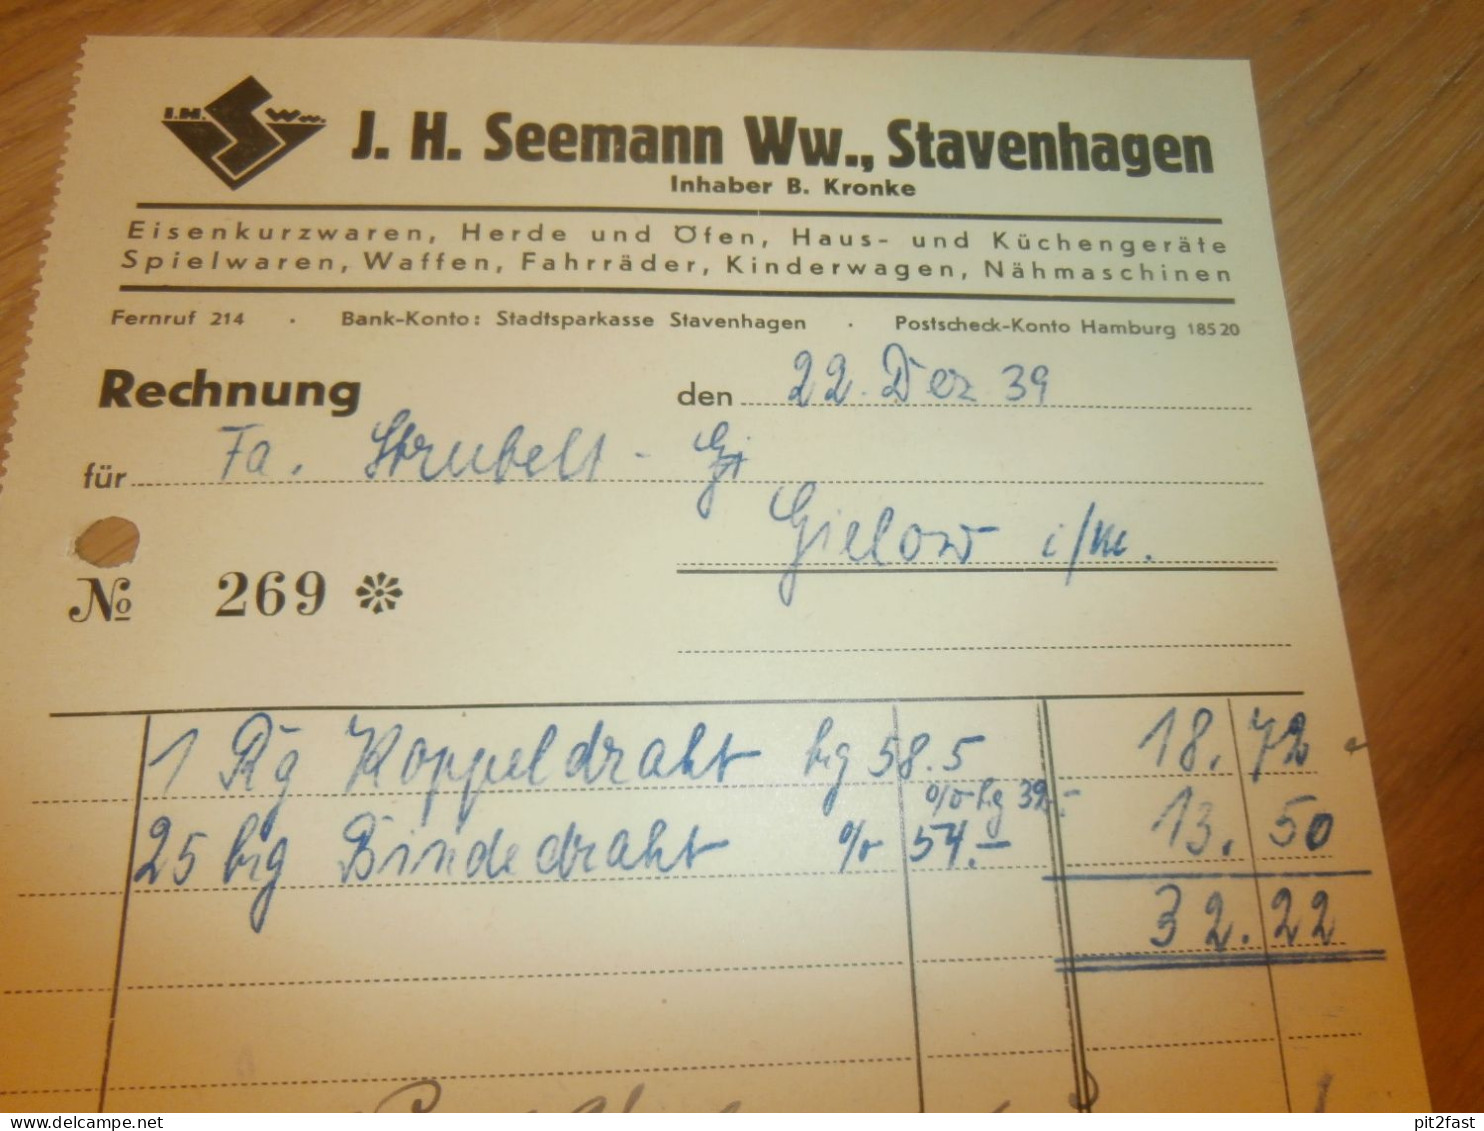 I.H. Ww.
J. H. Seemann Ww., Stavenhagen
Inhaber B. Kronke
Eisenkurzwaren, Herde und Öfen, Haus- und Küchengeräte
Spielwaren, Waffen, Fahrräder, Kinderwagen, Nähmaschinen
Fernruf 214 · Bank-Konto: Stadtsparkasse Stavenhagen · Postscheck-Konto Hamburg 18520
Rechnung den 22. Dez. 39
für Fa. Strubelt -
Gielow i/M.
№ 269
1 Rg Koppeldraht kg 58.5 18.72
% kg 32.-
25 kg Bindedraht % 54.- 13.50
32.22
pit2fast